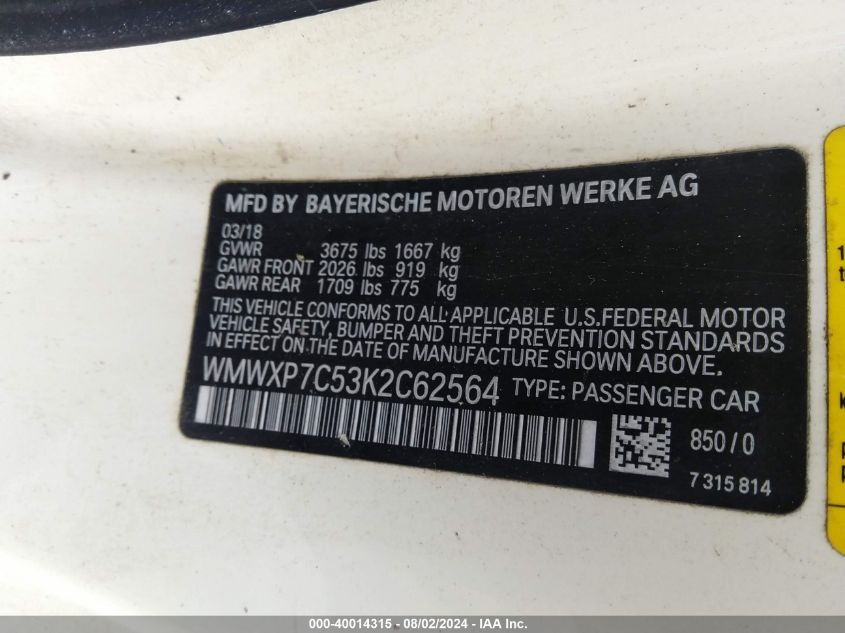 MFD BY BAYERISCHE MOTOREN WERKE AG
03/18
GVWR 3675 lbs 1667 kg
GAWR FRONT 2026 lbs 919 kg
GAWR REAR 1709 lbs 775 kg
THIS VEHICLE CONFORMS TO ALL APPLICABLE U.S.FEDERAL MOTOR
VEHICLE SAFETY, BUMPER AND THEFT PREVENTION STANDARDS
IN EFFECT ON THE DATE OF MANUFACTURE SHOWN ABOVE.
WMWXP7C53K2C62564 TYPE: PASSENGER CAR
850/0
7 315 814
000-40014315 - 08/02/2024 - IAA Inc.